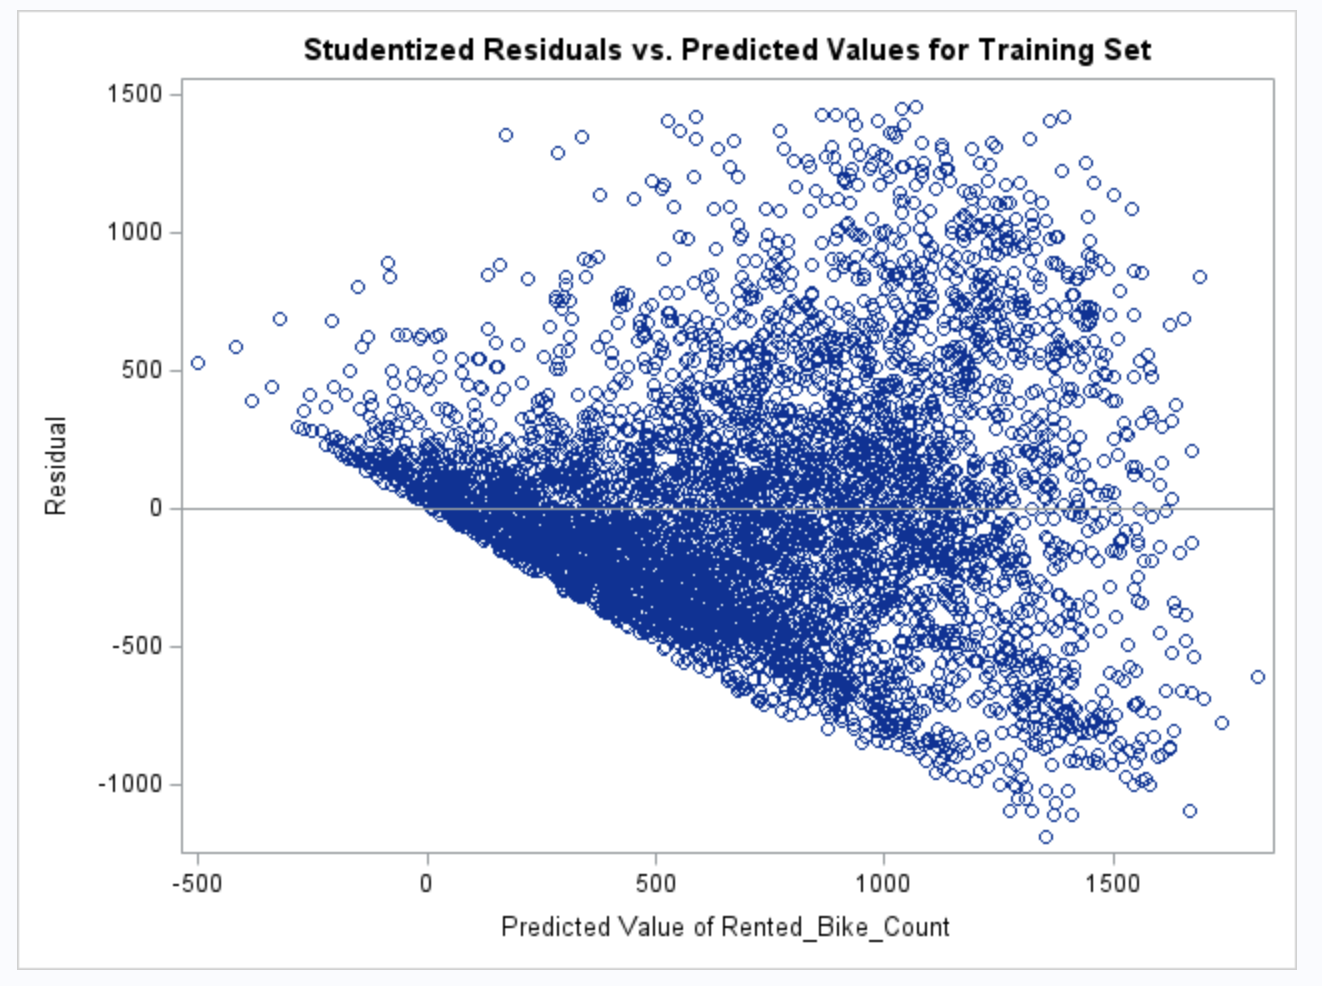 Studentized Residuals vs. Predicted Values for Training Set
1500
1000
500
0
-500
-1000
Residual
-500 0 500 1000 1500
Predicted Value of Rented_Bike_Count